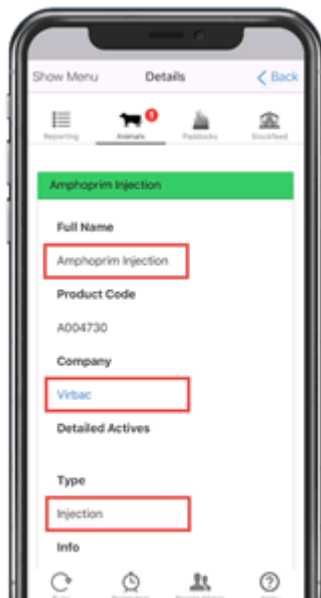 Show Menu Details < Back
Reporting Animals 1 Paddocks Stockfeed
Amphoprim Injection
Full Name
Amphoprim Injection
Product Code
A004730
Company
Virbac
Detailed Actives
Type
Injection
Info